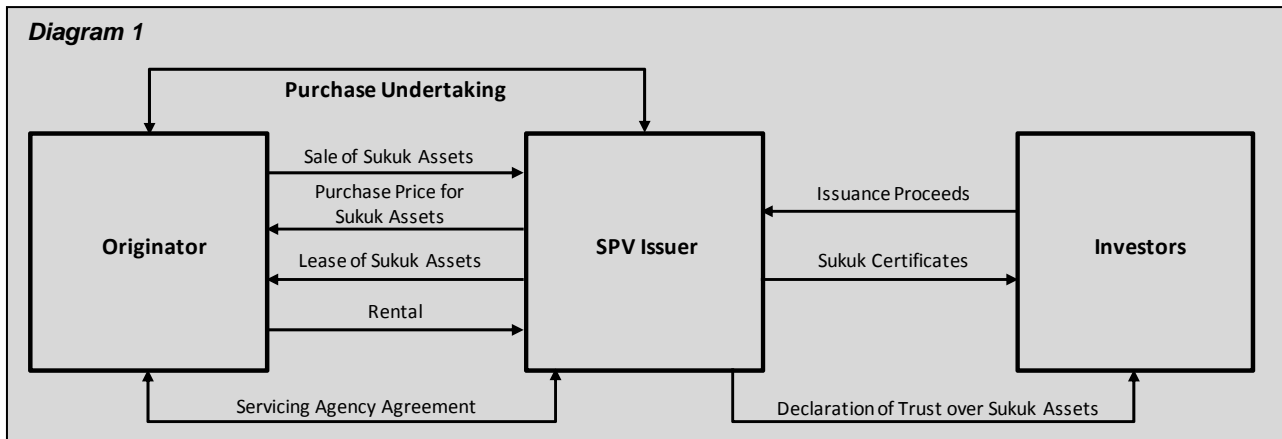 Diagram 1
Purchase Undertaking
Originator
Sale of Sukuk Assets
Purchase Price for
Sukuk Assets
Lease of Sukuk Assets
Rental
SPV Issuer
Issuance Proceeds
Sukuk Certificates
Investors
Servicing Agency Agreement
Declaration of Trust over Sukuk Assets